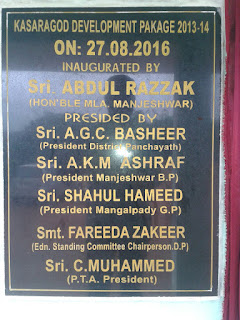 KASARAGOD DEVELOPMENT PAKAGE 2013-14
ON: 27.08.2016
INAUGURATED BY
Sri. ABDUL RAZZAK
(HON'BLE MLA. MANJESHWAR)
PRESIDED BY
Sri. A.G.C. BASHEER
(President District Panchayath)
Sri. A.K.M ASHRAF
(President Manjeshwar B.P)
Sri. SHAHUL HAMEED
(President Mangalpady G.P)
Smt. FAREEDA ZAKEER
(Edn. Standing Committee Chairperson.D.P)
Sri. C.MUHAMMED
(P.T.A. President)